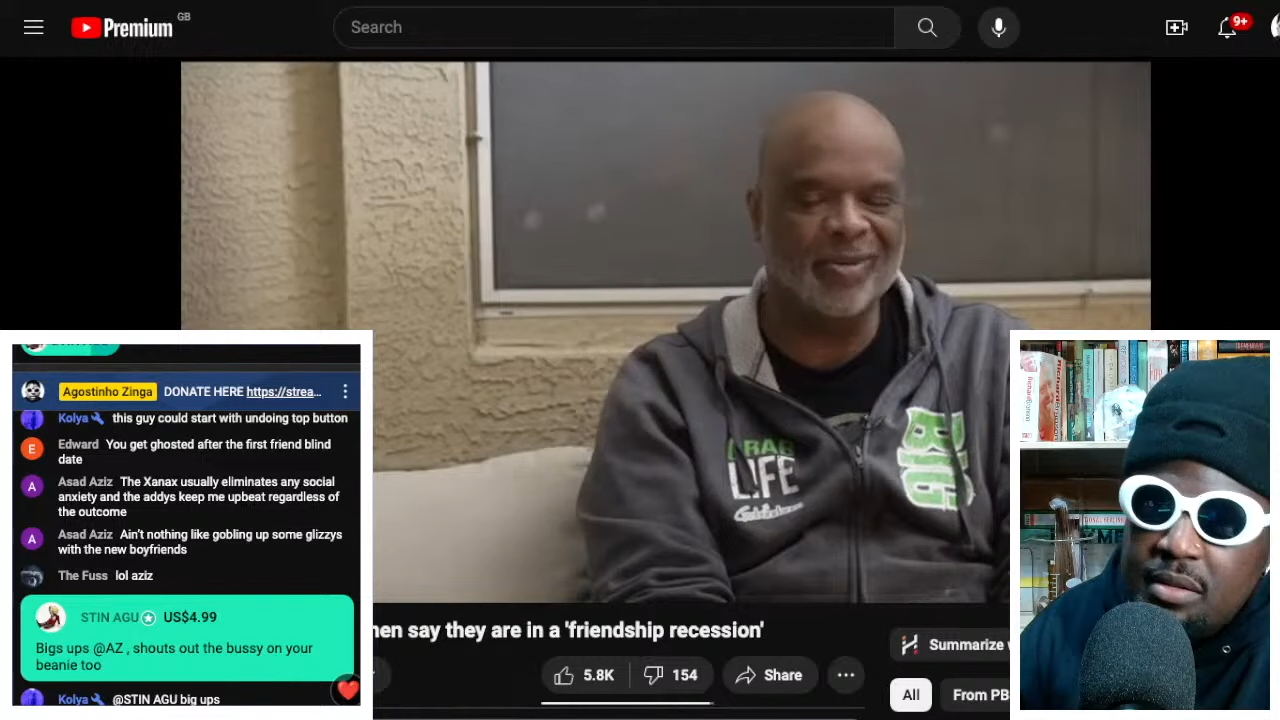 Premium GB
Search
9+
GRAB
LIFE
BIG
Agostinho Zinga DONATE HERE https://strea...
Kolya this guy could start with undoing top button
E Edward You get ghosted after the first friend blind
date
A Asad Aziz The Xanax usually eliminates any social
anxiety and the addys keep me upbeat regardless of
the outcome
A Asad Aziz Ain't nothing like gobling up some glizzys
with the new boyfriends
The Fuss lol aziz
STIN AGU US$4.99
Bigs ups @AZ , shouts out the bussy on your
beanie too
Kolya @STIN AGU big ups
hen say they are in a 'friendship recession'
5.8K 154 Share
Summarize
All From PB